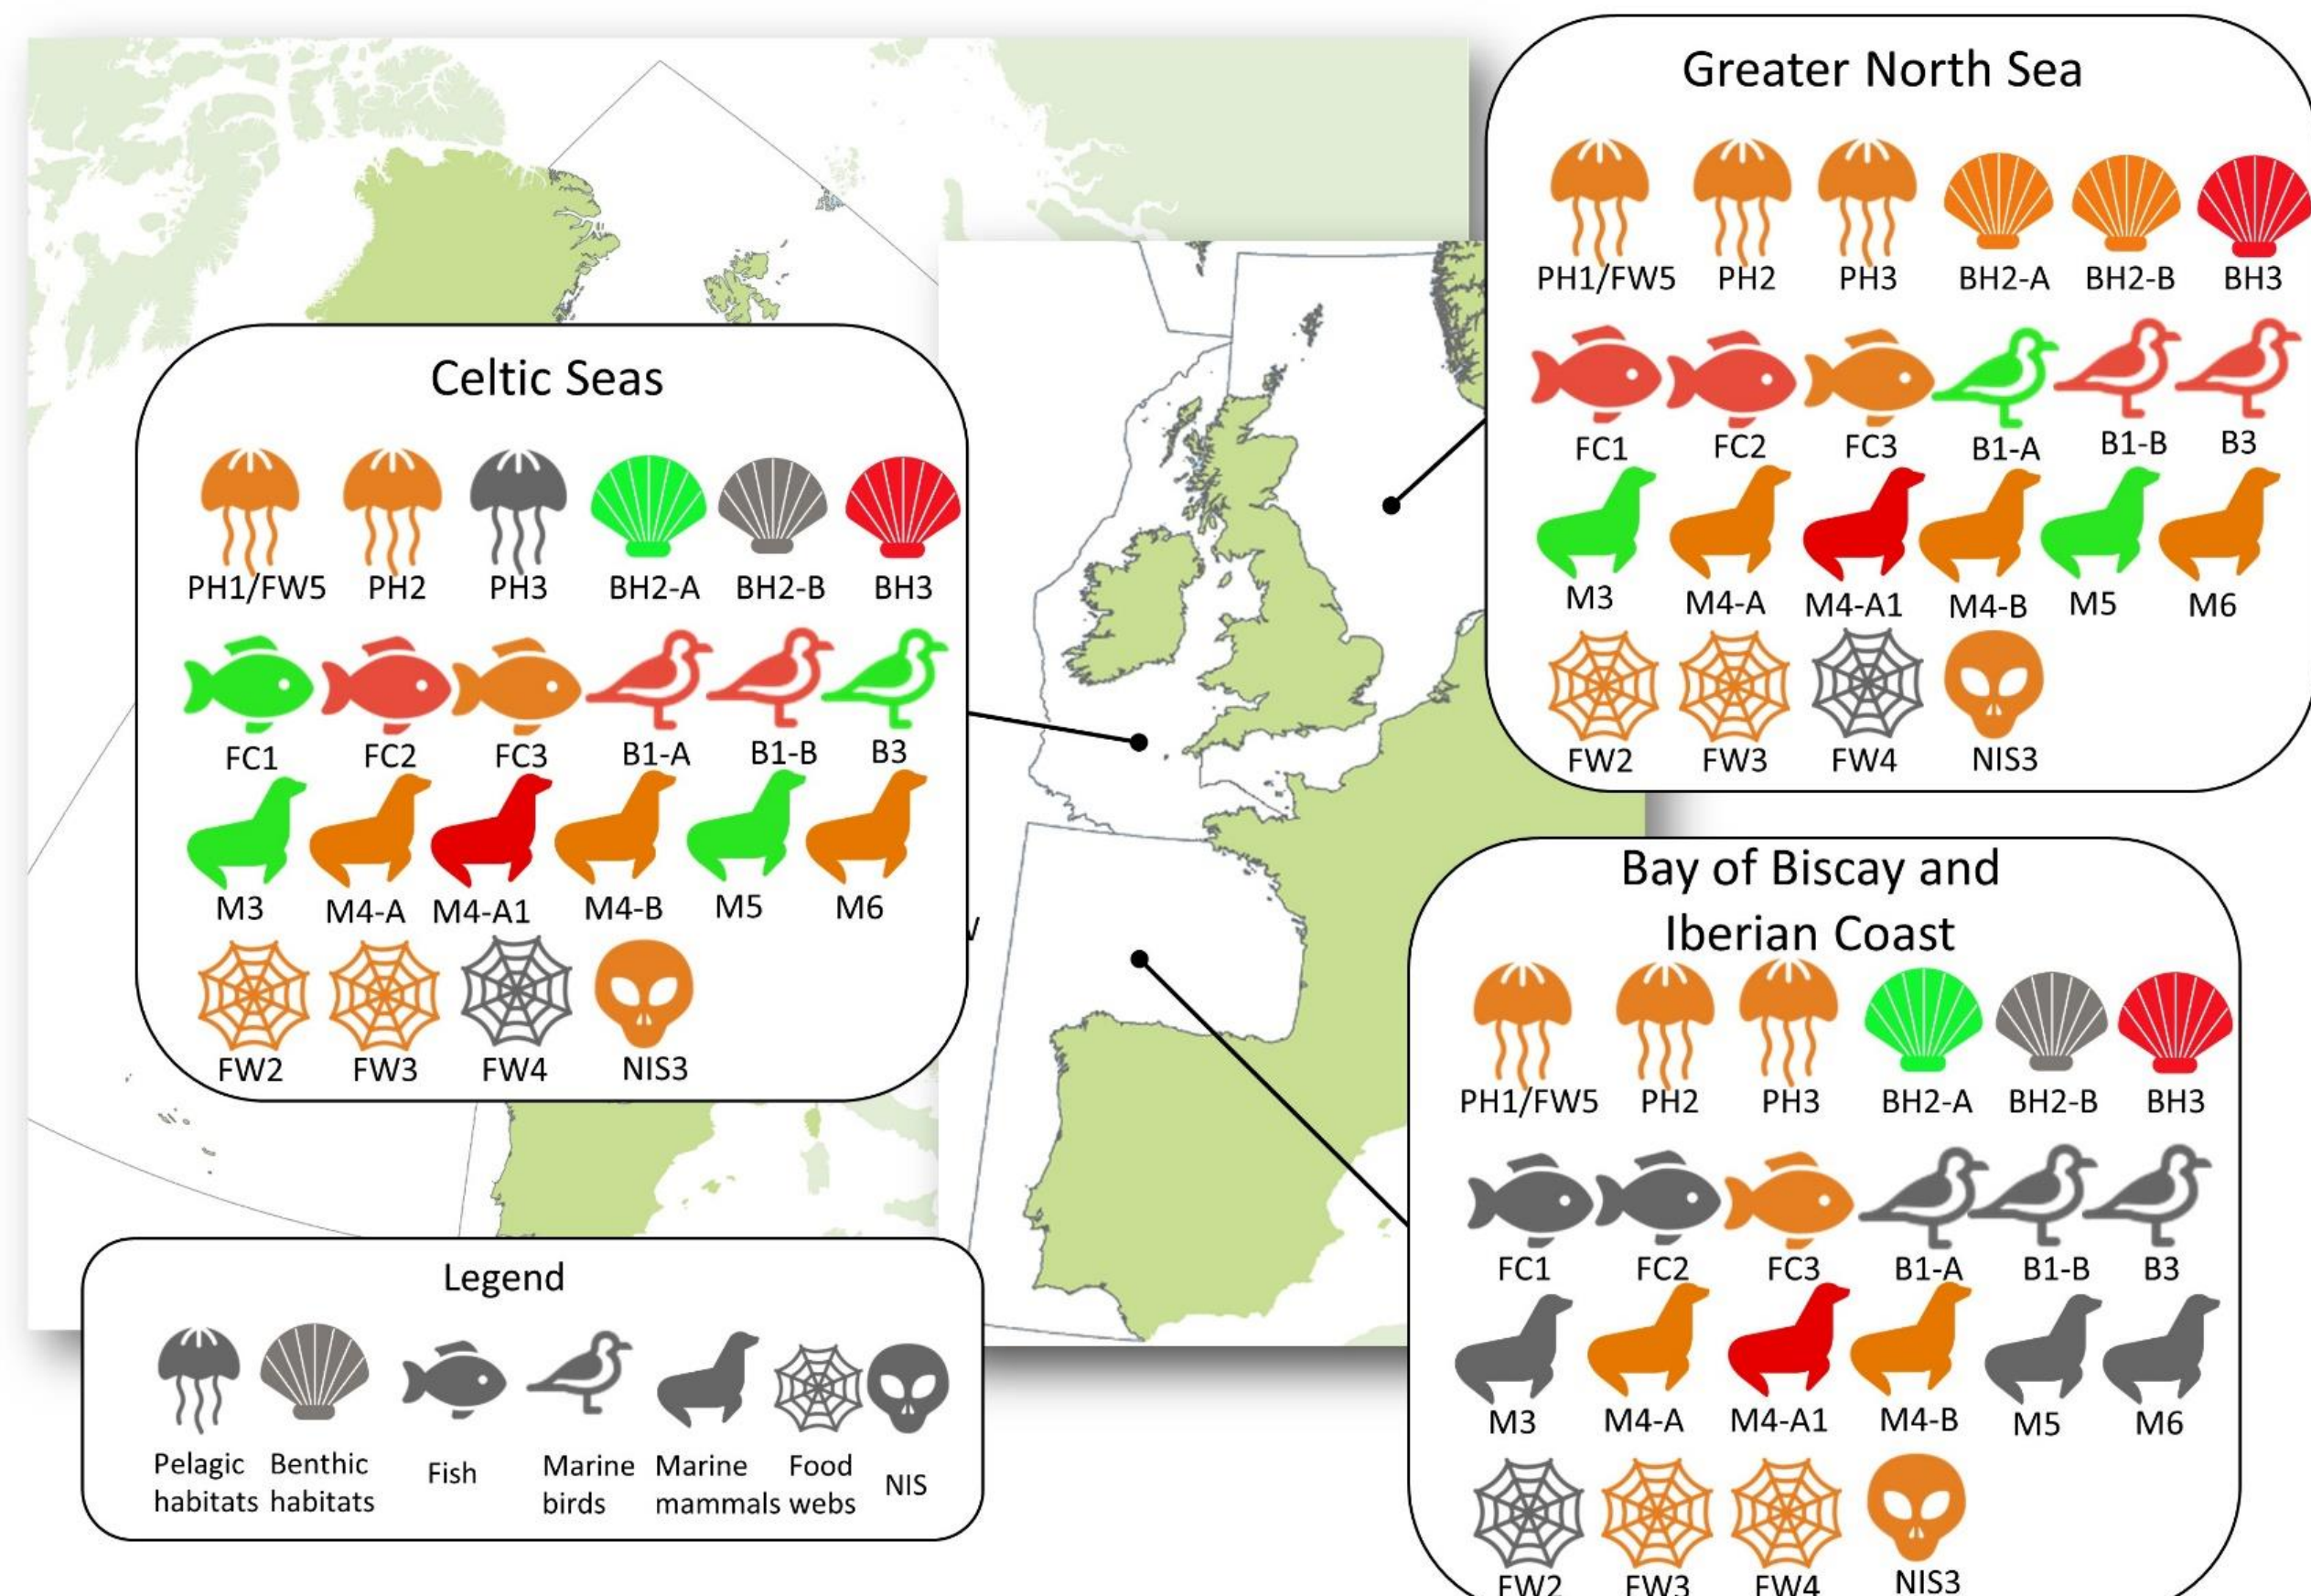 Greater North Sea
PH1/FW5 PH2 PH3 BH2-A BH2-B BH3
FC1 FC2 FC3 B1-A B1-B B3
M3 M4-A M4-A1 M4-B M5 M6
FW2 FW3 FW4 NIS3
Celtic Seas
PH1/FW5 PH2 PH3 BH2-A BH2-B BH3
FC1 FC2 FC3 B1-A B1-B B3
M3 M4-A M4-A1 M4-B M5 M6
FW2 FW3 FW4 NIS3
Bay of Biscay and
Iberian Coast
PH1/FW5 PH2 PH3 BH2-A BH2-B BH3
FC1 FC2 FC3 B1-A B1-B B3
M3 M4-A M4-A1 M4-B M5 M6
FW2 FW3 FW4 NIS3
Legend
Pelagic habitats
Benthic habitats
Fish
Marine birds
Marine mammals
Food webs
NIS